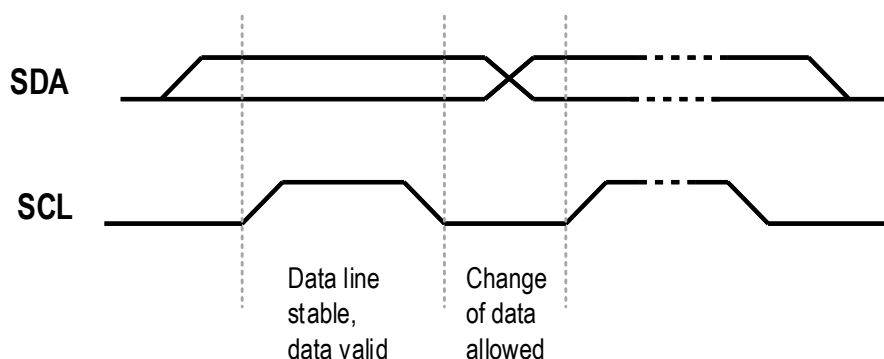 SDA
SCL
Data line
stable,
data valid
Change
of data
allowed